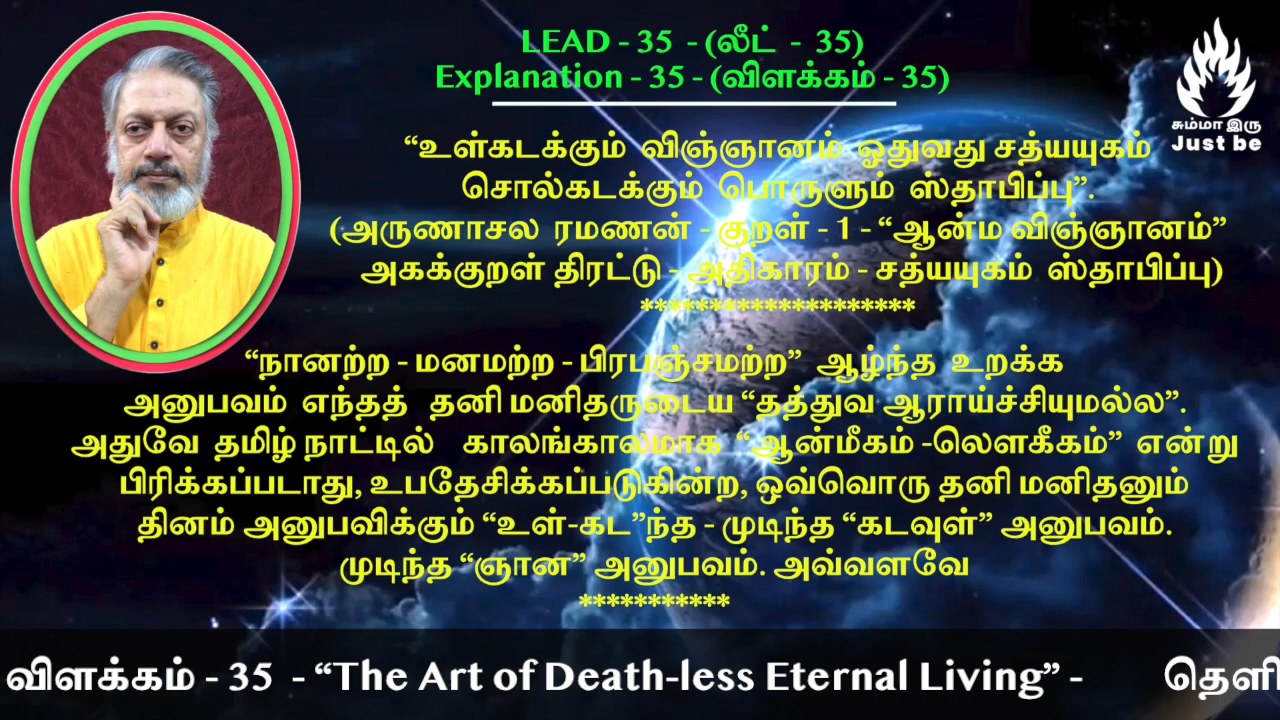 LEAD - 35 - (லீட் - 35)
Explanation - 35 - (விளக்கம் - 35)
சும்மா இரு
Just be
“உள்கடக்கும் விஞ்ஞானம் ஓதுவது சத்யயுகம்
சொல்கடக்கும் பொருளும் ஸ்தாபிப்பு”.
(அருணாசல ரமணன் - குறள் - 1 - “ஆன்ம விஞ்ஞானம்”
அகக்குறள் திரட்டு - அதிகாரம் - சத்யயுகம் ஸ்தாபிப்பு)
********************
“நானற்ற - மனமற்ற - பிரபஞ்சமற்ற” ஆழ்ந்த உறக்க
அனுபவம் எந்தத் தனி மனிதருடைய “தத்துவ ஆராய்ச்சியுமல்ல”.
அதுவே தமிழ் நாட்டில் காலங்காலமாக “ஆன்மீகம் -லௌகீகம்” என்று
பிரிக்கப்படாது, உபதேசிக்கப்படுகின்ற, ஒவ்வொரு தனி மனிதனும்
தினம் அனுபவிக்கும் “உள்-கட”ந்த - முடிந்த “கடவுள்” அனுபவம்.
முடிந்த “ஞான” அனுபவம். அவ்வளவே
***********
விளக்கம் - 35 - “The Art of Death-less Eternal Living” - தெளி